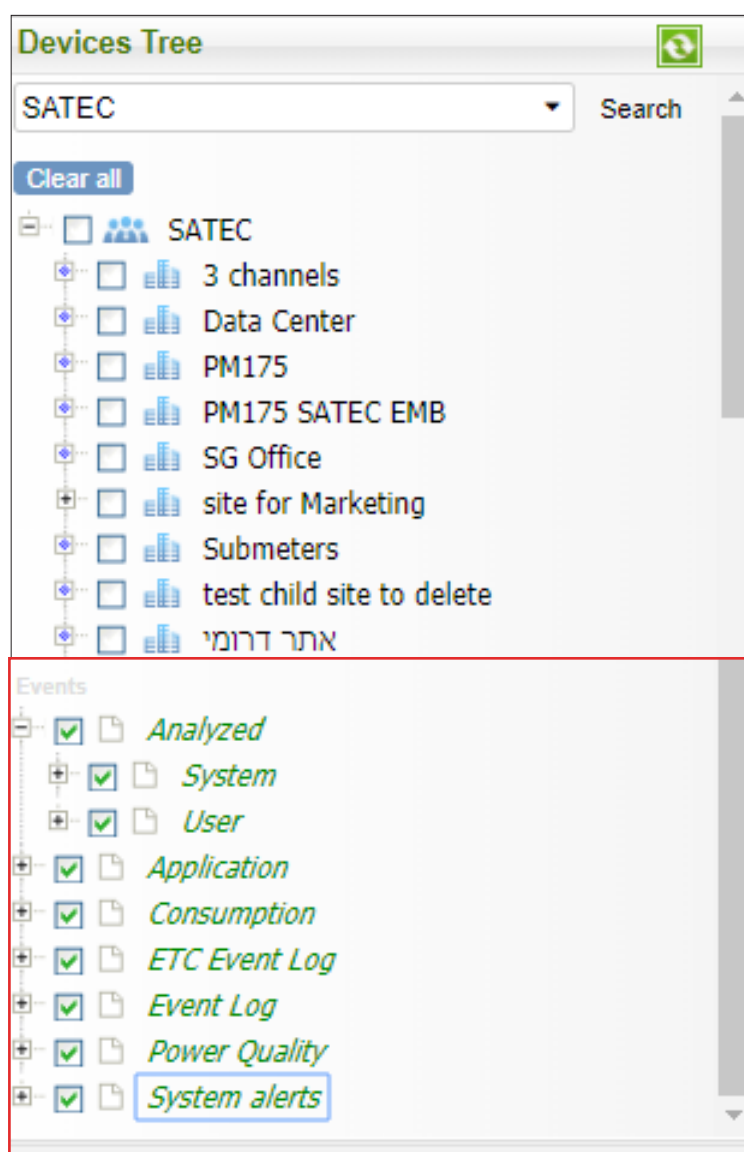 Devices Tree
SATEC Search
Clear all
SATEC
3 channels
Data Center
PM175
PM175 SATEC EMB
SG Office
site for Marketing
Submeters
test child site to delete
אתר דרומי
Events
Analyzed
System
User
Application
Consumption
ETC Event Log
Event Log
Power Quality
System alerts